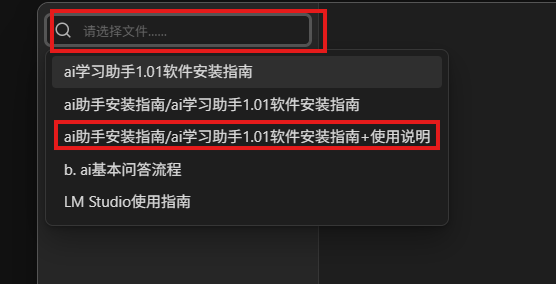 请选择文件......
ai学习助手1.01软件安装指南
ai助手安装指南/ai学习助手1.01软件安装指南
ai助手安装指南/ai学习助手1.01软件安装指南+使用说明
b. ai基本问答流程
LM Studio使用指南